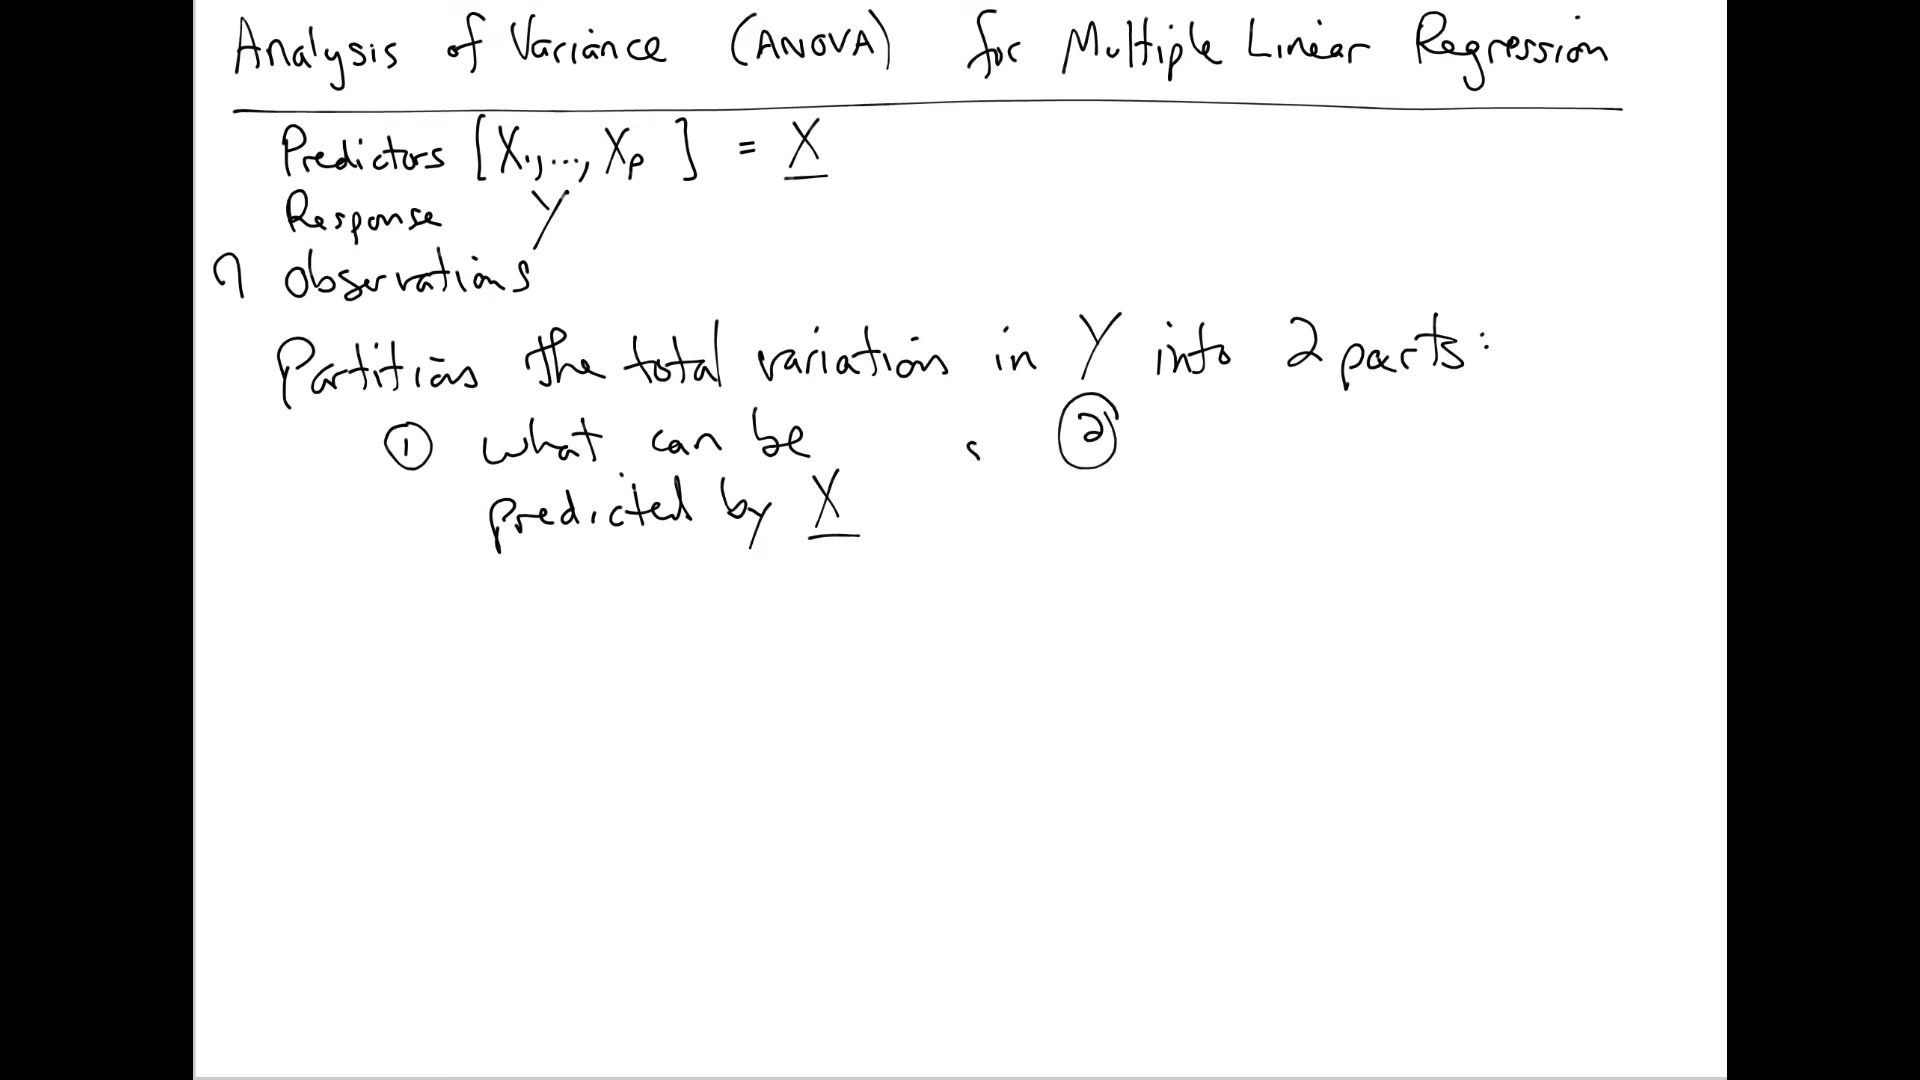 Analysis of Variance (ANOVA) for Multiple Linear Regression
Predictors [X₁,..., Xₚ] = X
Response Y
n observations
Partitions the total variation in Y into 2 parts:
① what can be ②
predicted by X